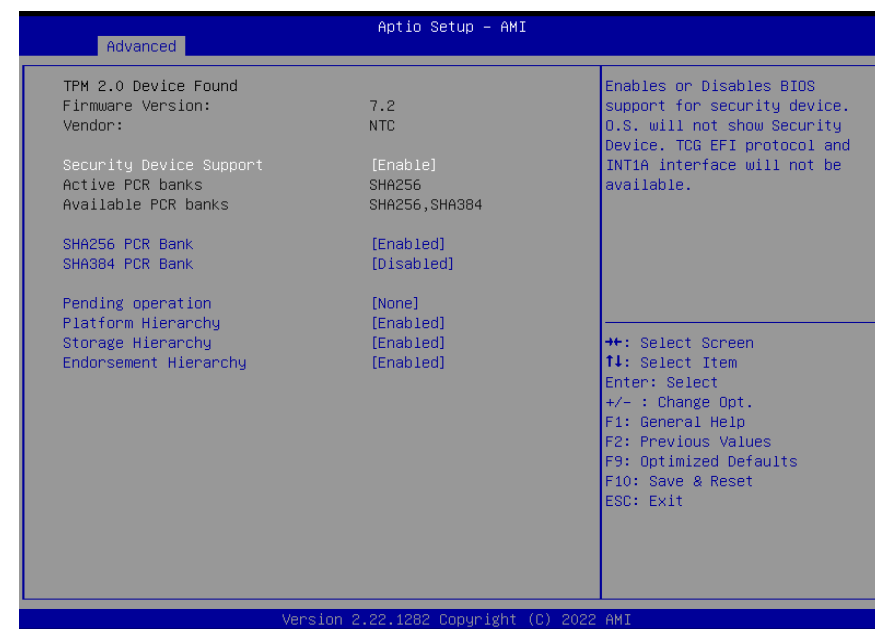 Aptio Setup - AMI
Advanced
TPM 2.0 Device Found
Firmware Version: 7.2
Vendor: NTC
Security Device Support [Enable]
Active PCR banks SHA256
Available PCR banks SHA256,SHA384
SHA256 PCR Bank [Enabled]
SHA384 PCR Bank [Disabled]
Pending operation [None]
Platform Hierarchy [Enabled]
Storage Hierarchy [Enabled]
Endorsement Hierarchy [Enabled]
Enables or Disables BIOS
support for security device.
O.S. will not show Security
Device. TCG EFI protocol and
INT1A interface will not be
available.
→←: Select Screen
↑↓: Select Item
Enter: Select
+/- : Change Opt.
F1: General Help
F2: Previous Values
F9: Optimized Defaults
F10: Save & Reset
ESC: Exit
Version 2.22.1282 Copyright (C) 2022 AMI